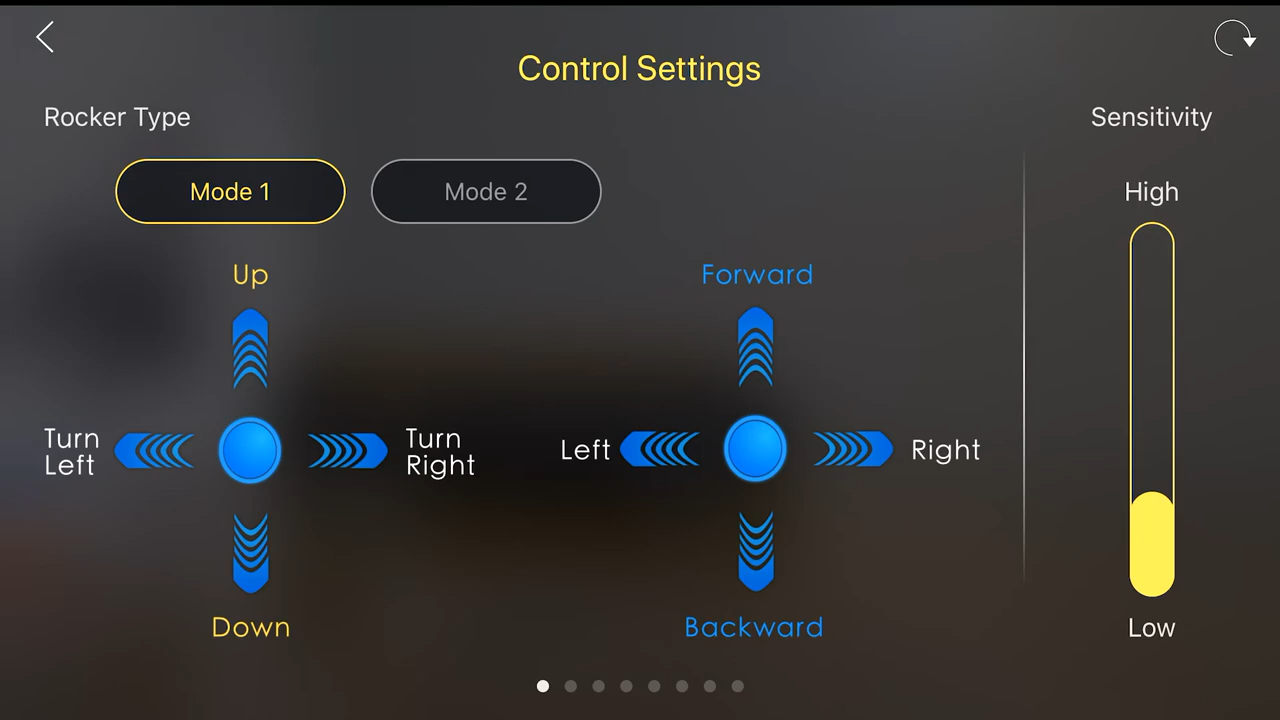 Control Settings
Rocker Type
Sensitivity
Mode 1
Mode 2
High
Up
Forward
Turn
Left
Turn
Right
Left
Right
Down
Backward
Low